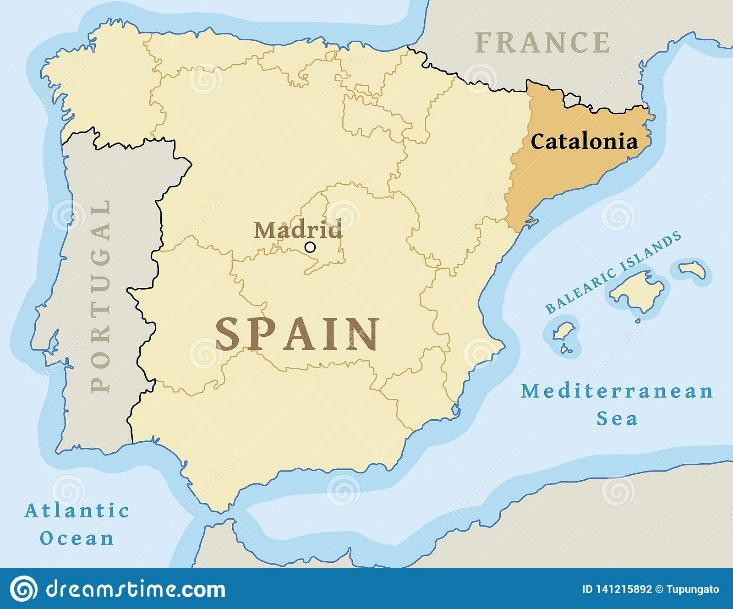 FRANCE
Catalonia
PORTUGAL
Madrid
BALEARIC ISLANDS
SPAIN
Mediterranean
Sea
Atlantic
Ocean
dreamstime.com
ID 141215892 © Tupungato